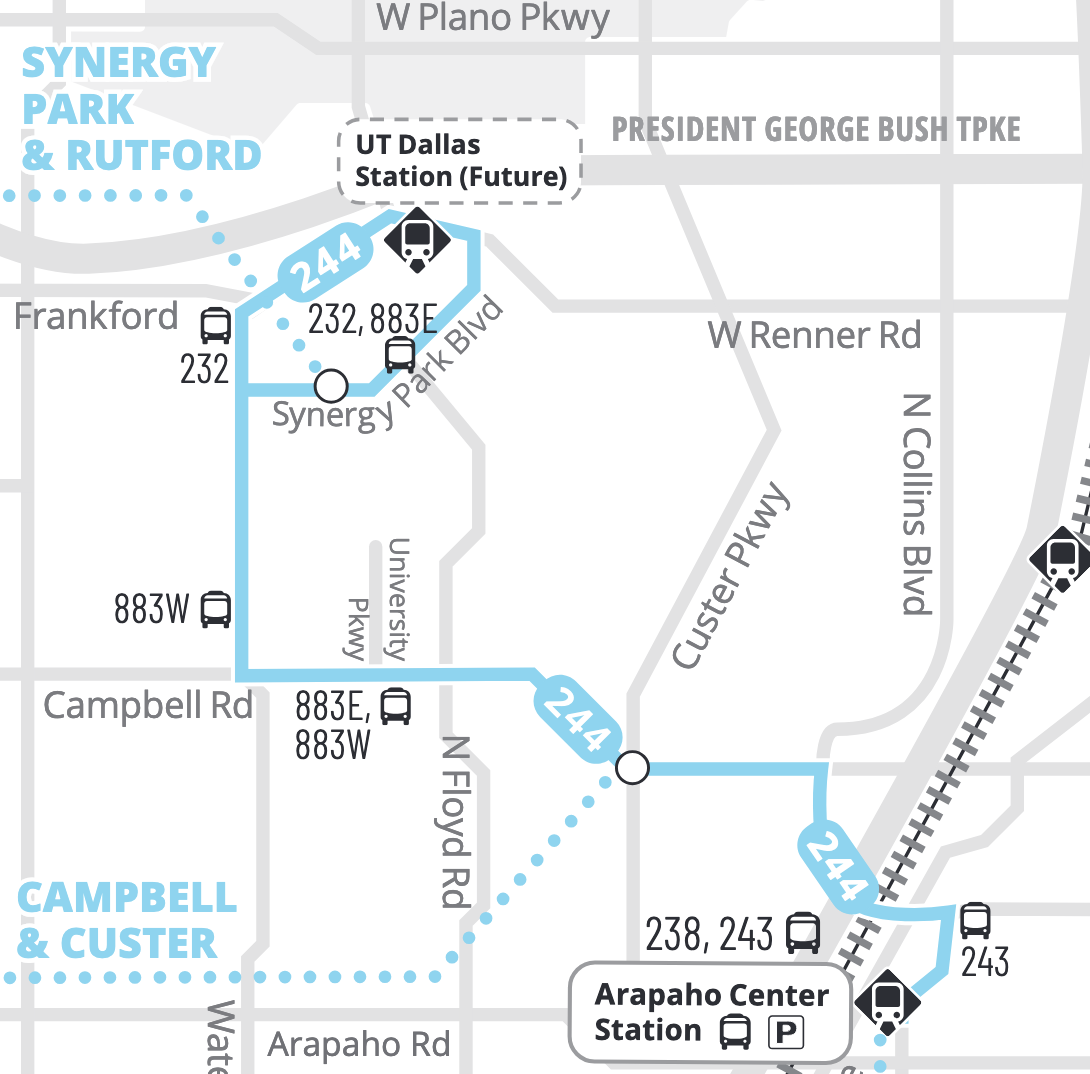 W Plano Pkwy
SYNERGY
PARK
& RUTFORD
PRESIDENT GEORGE BUSH TPKE
UT Dallas
Station (Future)
244
Frankford
232
232, 883E
Synergy Park Blvd
W Renner Rd
N Collins Blvd
Custer Pkwy
University
Pkwy
883W
Campbell Rd
883E,
883W
244
N Floyd Rd
244
CAMPBELL
& CUSTER
238, 243
243
Arapaho Center
Station P
Arapaho Rd